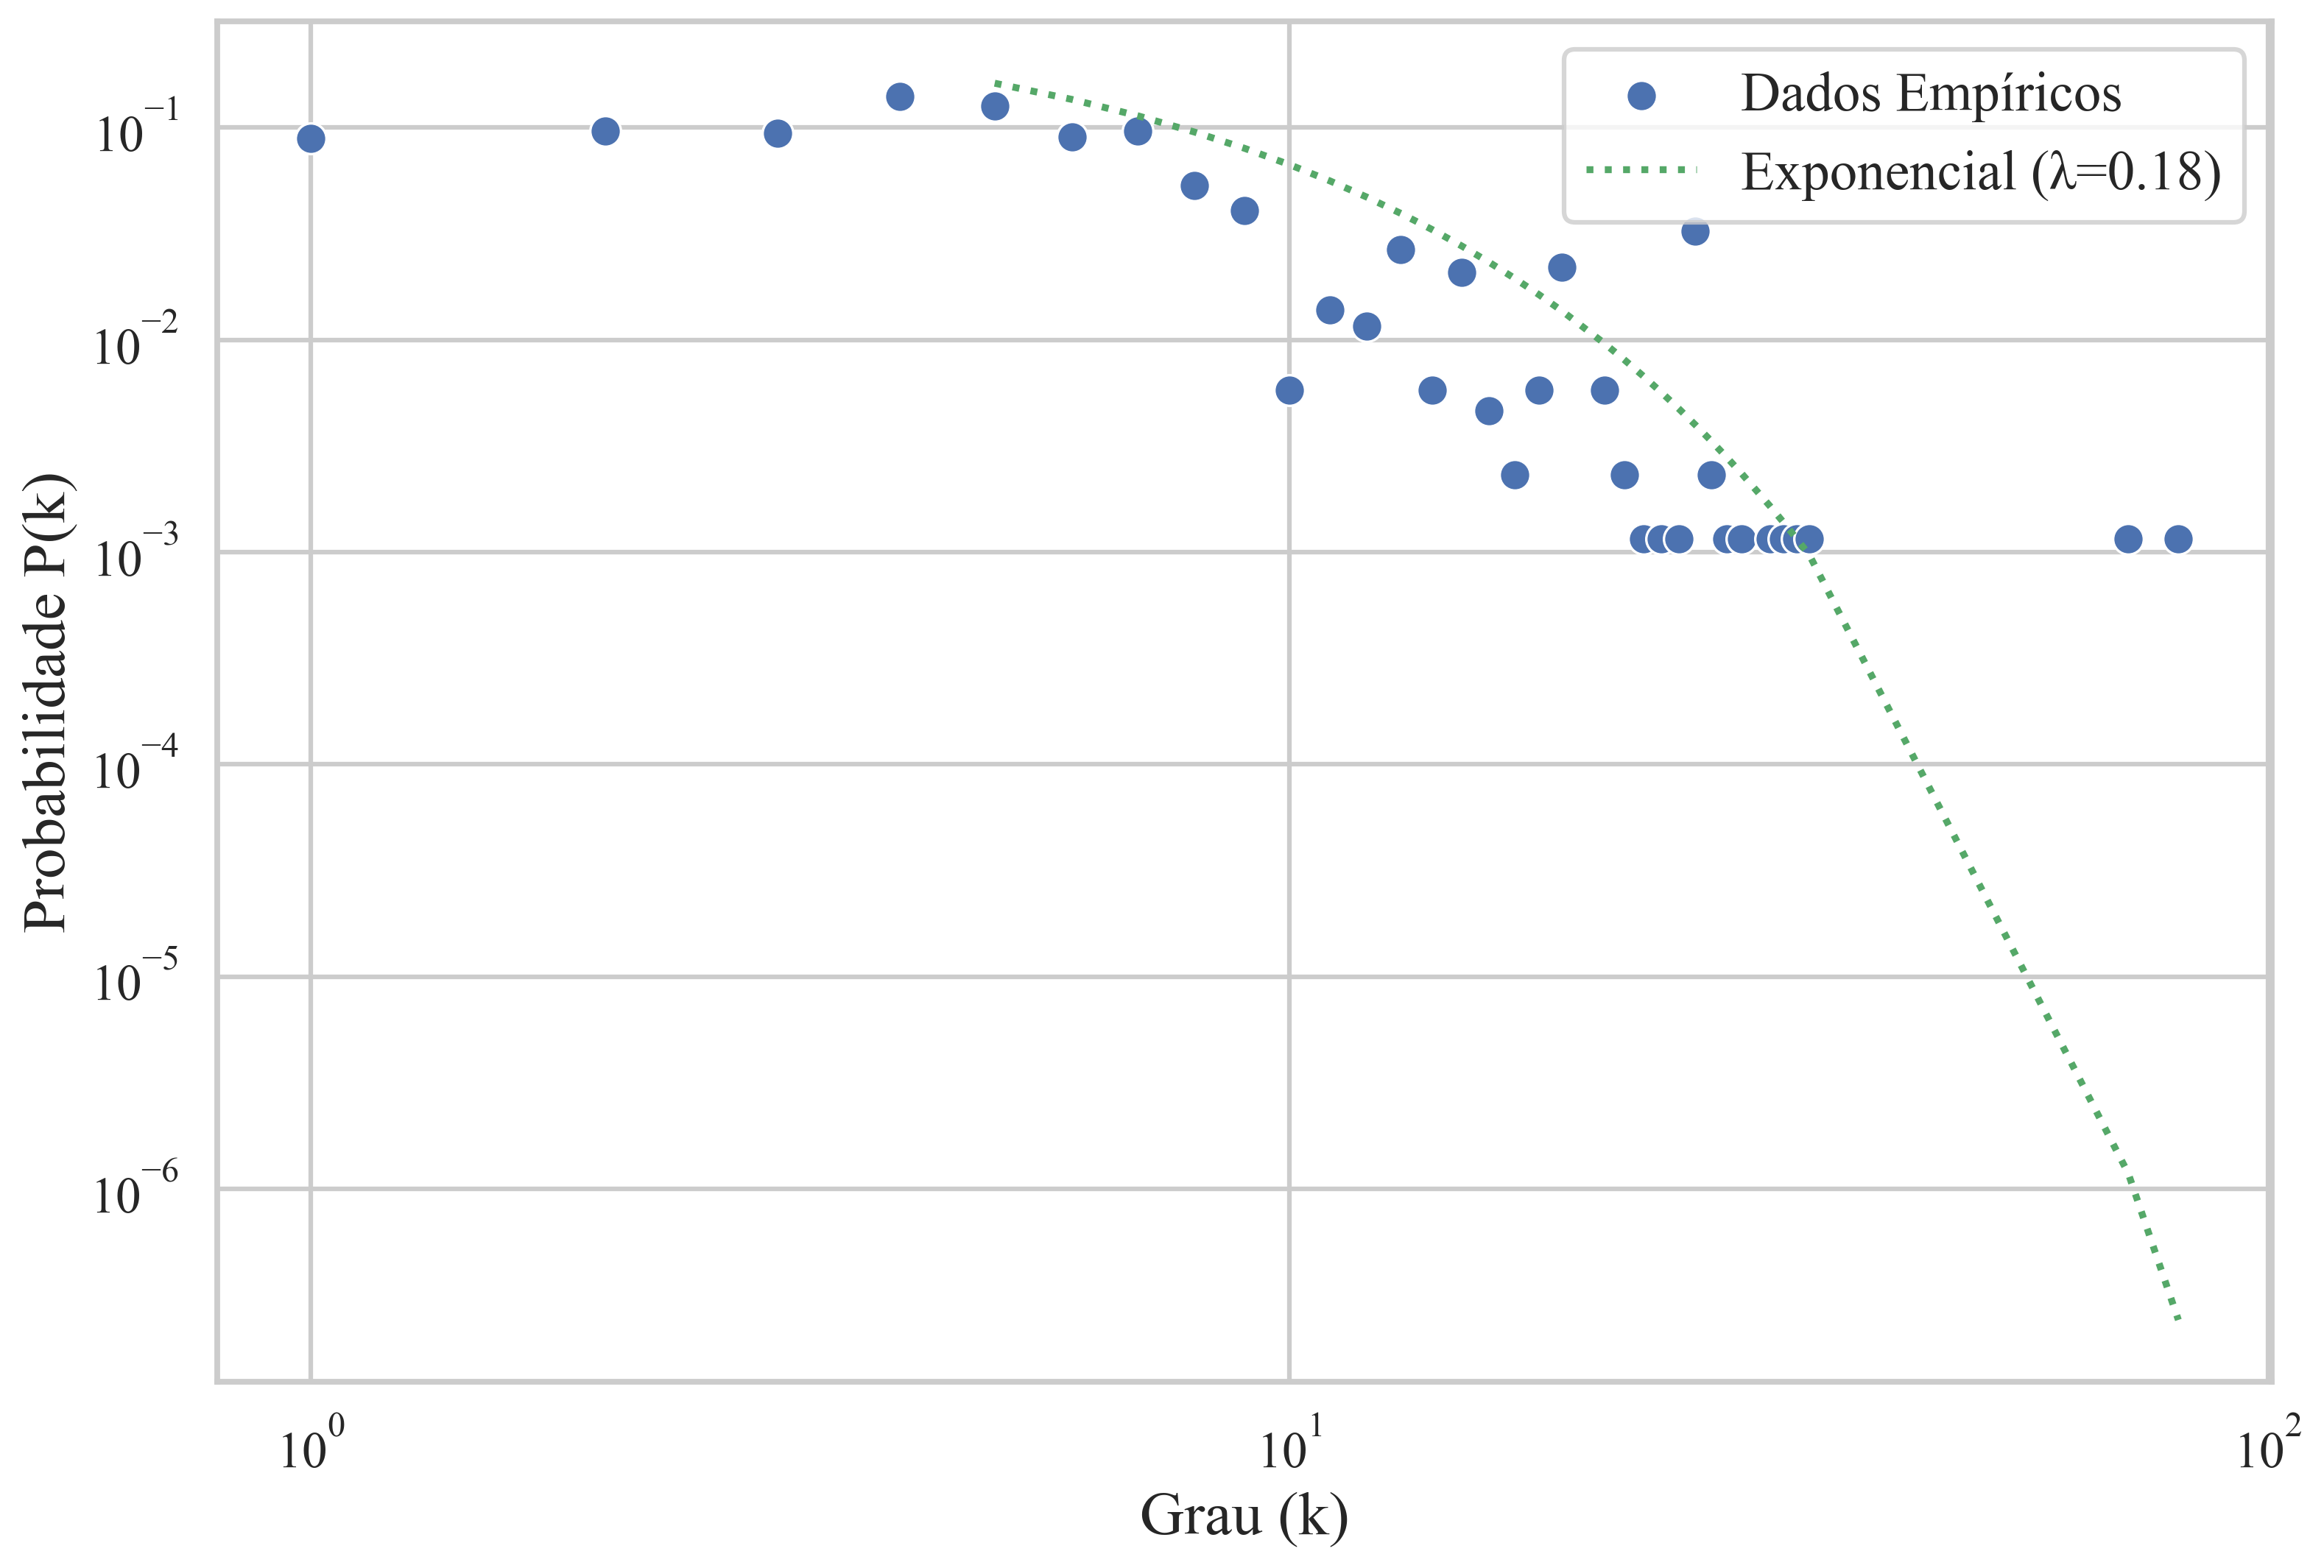 Dados Empíricos
Exponencial (λ=0.18)
Probabilidade P(k)
10⁻¹
10⁻²
10⁻³
10⁻⁴
10⁻⁵
10⁻⁶
10⁰
10¹
10²
Grau (k)